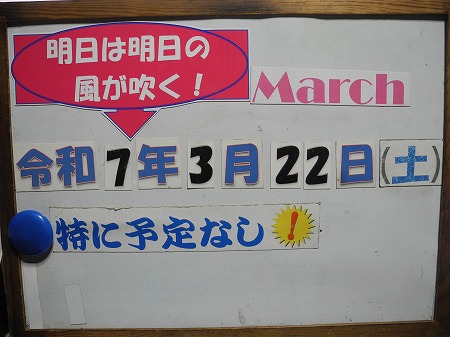 明日は明日の
風が吹く！
March
令和7年3月22日(土)
特に予定なし！